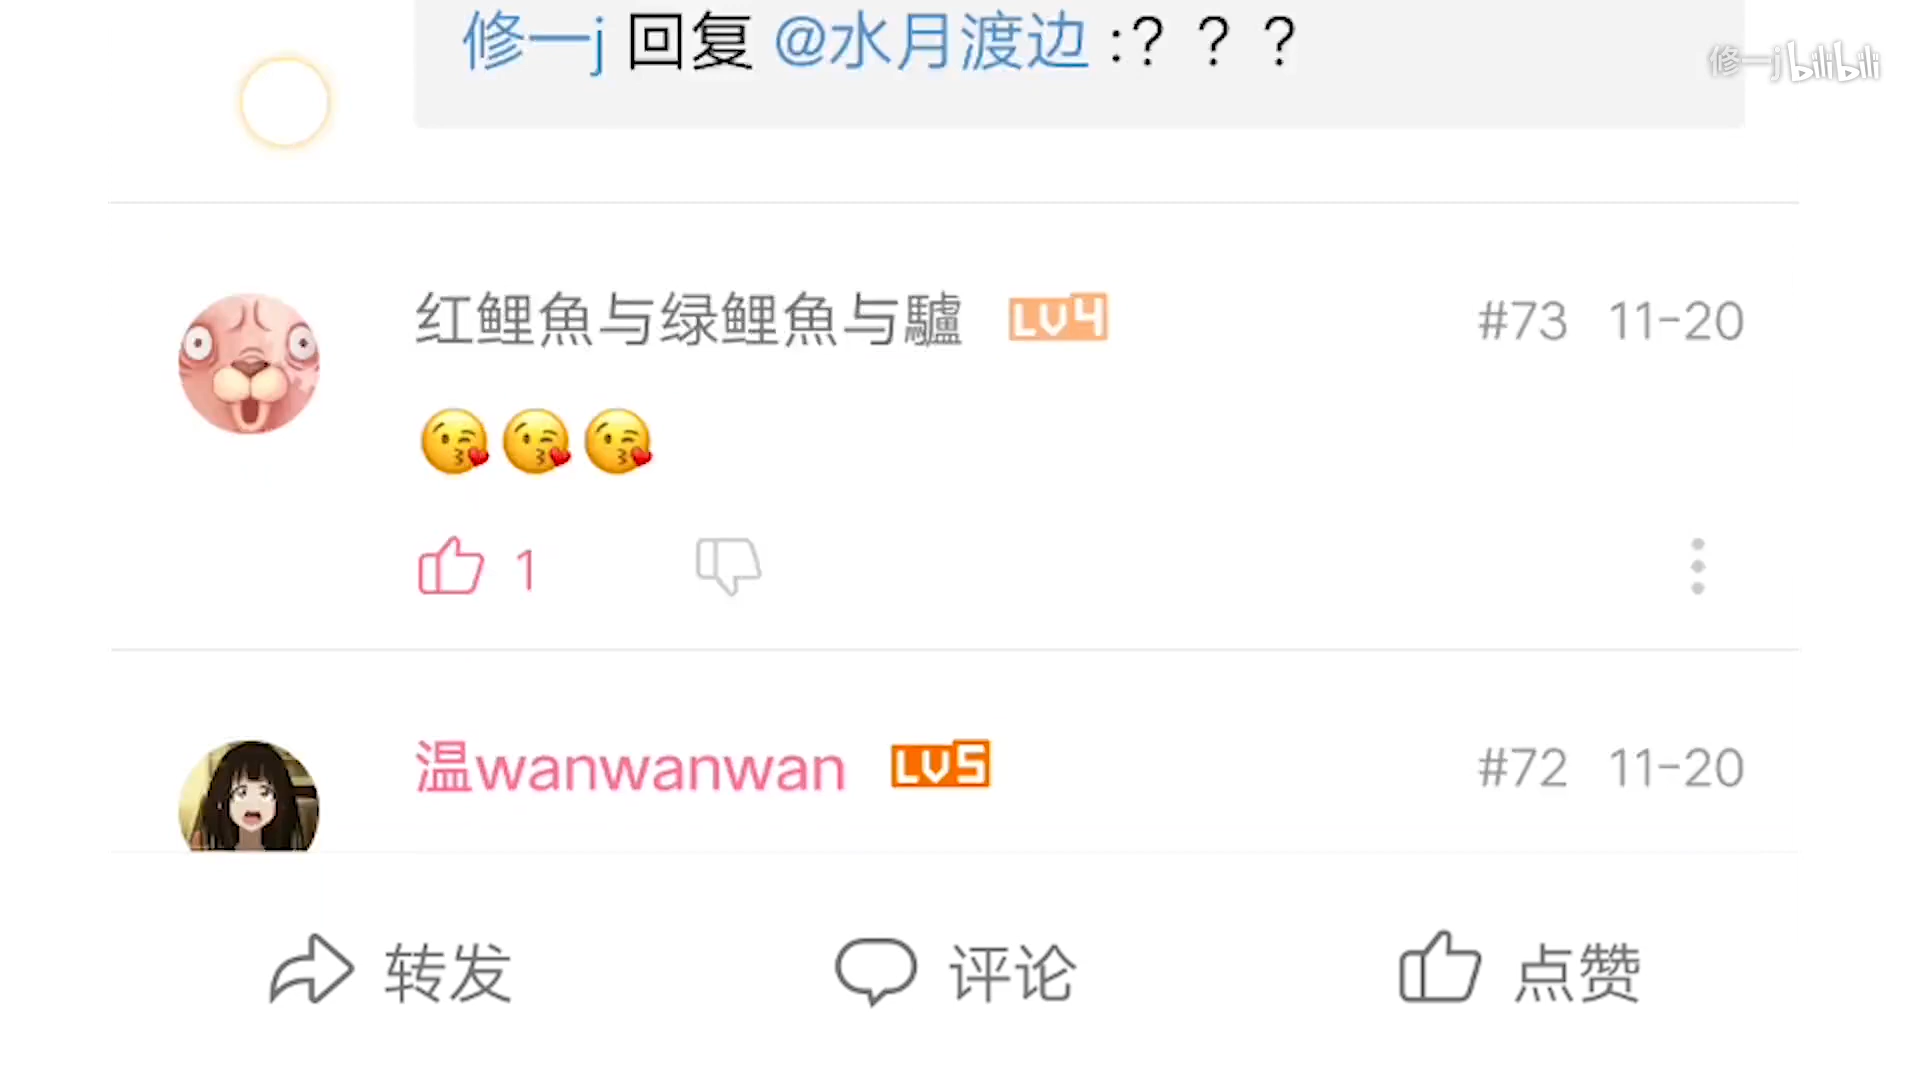 修一j 回复 @水月渡边 :？？？
修一j bilibili
红鲤魚与绿鲤魚与驢 LV4 #73 11-20
😘😘😘
1
温wanwanwan LV5 #72 11-20
转发 评论 点赞